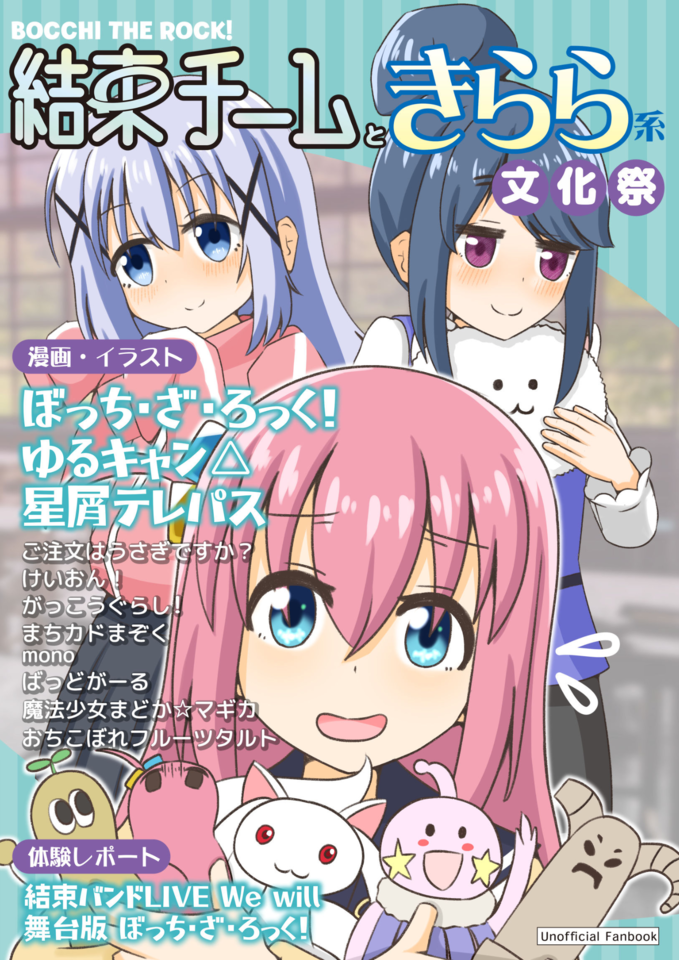 BOCCHI THE ROCK!
結束チームときらら系
文化祭
漫画・イラスト
ぼっち・ざ・ろっく!
ゆるキャン△
星屑テレパス
ご注文はうさぎですか?
けいおん!
がっこうぐらし!
まちカドまぞく
mono
ばっどがーる
魔法少女まどか☆マギカ
おちこぼれフルーツタルト
体験レポート
結束バンドLIVE We will
舞台版 ぼっち・ざ・ろっく!
Unofficial Fanbook